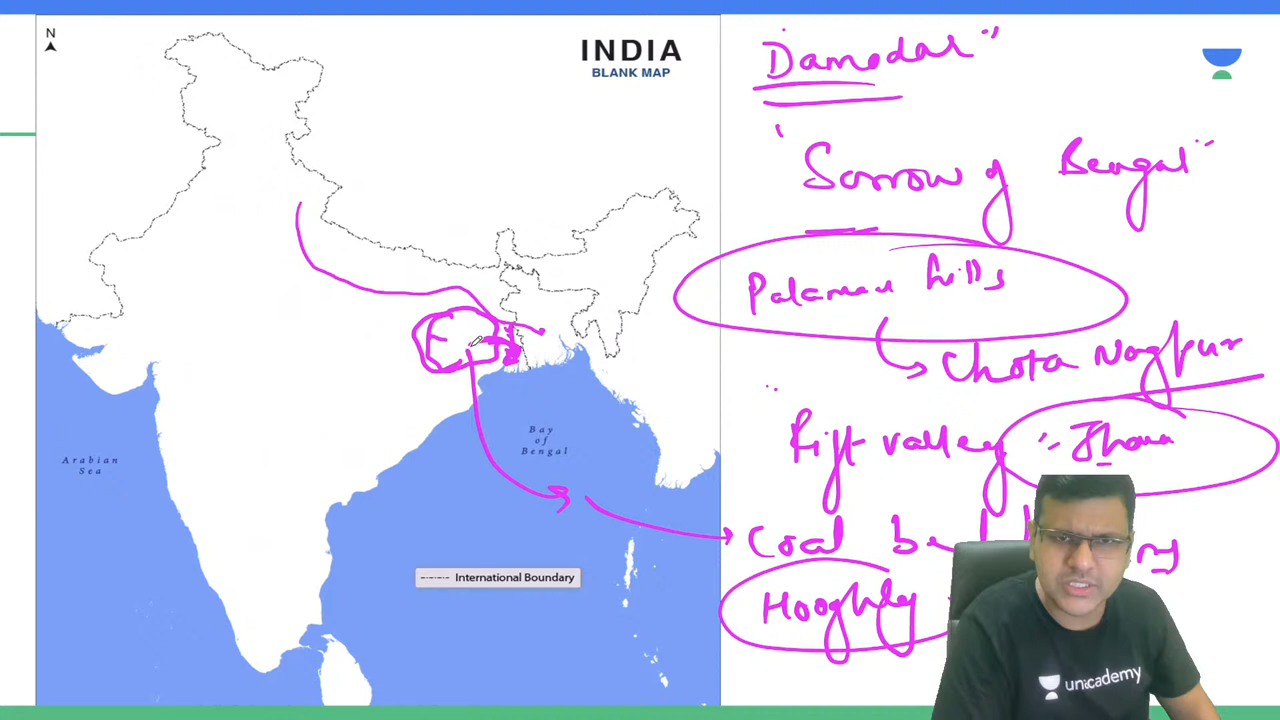 N
INDIA
BLANK MAP
Arabian
Sea
Bay
of
Bengal
International Boundary
Damodar"
"Sorrow of Bengal"
Palamau hills
Chota Nagpur
Rift valley
Coal
Hooghly
unacademy